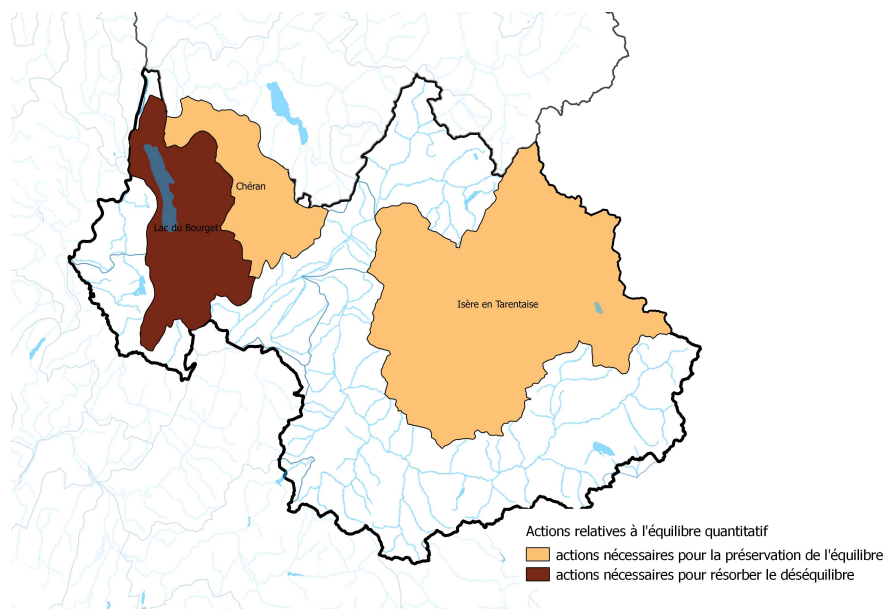 Chéran
Lac du Bourget
Isère en Tarentaise
Actions relatives à l'équilibre quantitatif
actions nécessaires pour la préservation de l'équilibre
actions nécessaires pour résorber le déséquilibre